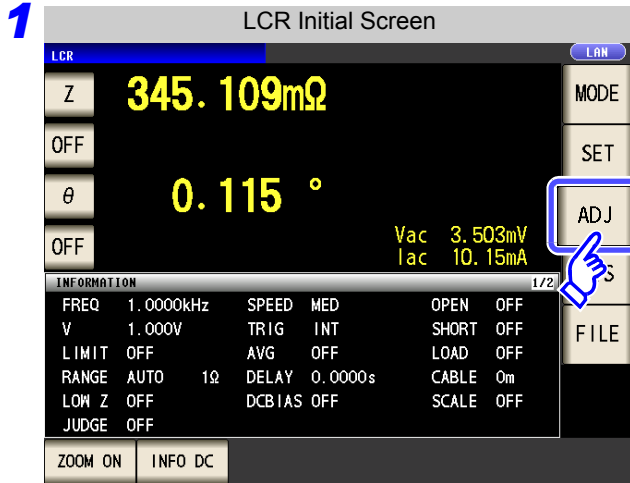 1
LCR Initial Screen
LCR
LAN
Z 345.109mΩ
MODE
OFF
SET
θ 0.115 °
ADJ
OFF
Vac 3.503mV
Iac 10.15mA
INFORMATION 1/2
FREQ 1.0000kHz SPEED MED OPEN OFF
V 1.000V TRIG INT SHORT OFF
FILE
LIMIT OFF AVG OFF LOAD OFF
RANGE AUTO 1Ω DELAY 0.0000s CABLE 0m
LOW Z OFF DCBIAS OFF SCALE OFF
JUDGE OFF
ZOOM ON INFO DC